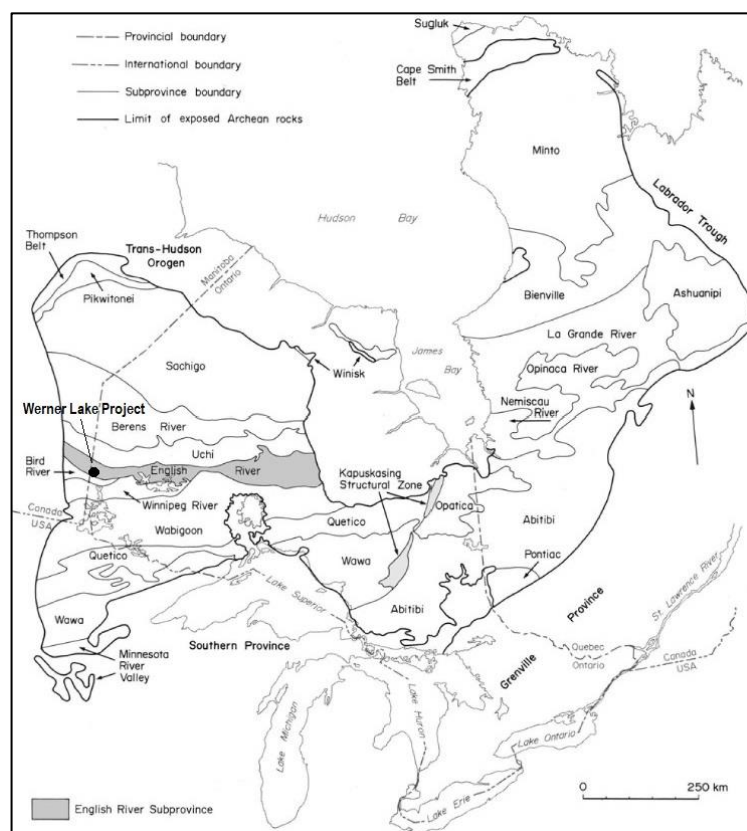 Provincial boundary
International boundary
Subprovince boundary
Limit of exposed Archean rocks
Sugluk
Cape Smith
Belt
Minto
Labrador Trough
Hudson Bay
Thompson
Belt
Trans-Hudson
Orogen
Manitoba
Ontario
Pikwitonei
Bienville
Ashuanipi
La Grande River
Opinaca River
Sachigo
Winisk
James
Bay
Nemiscau
River
N
Werner Lake Project
Berens River
Uchi
Bird
River
English River
Kapuskasing
Structural Zone
Winnipeg River
Opatica
Canada
USA
Wabigoon
Quetico
Abitibi
Quetico
Wawa
Pontiac
Wawa
Abitibi
Lake Superior
Minnesota
River
Valley
Southern Province
Grenville Province
St. Lawrence River
Quebec
Ontario
Canada
USA
Lake Michigan
Lake Huron
Lake Ontario
Lake Erie
English River Subprovince
0 250 km